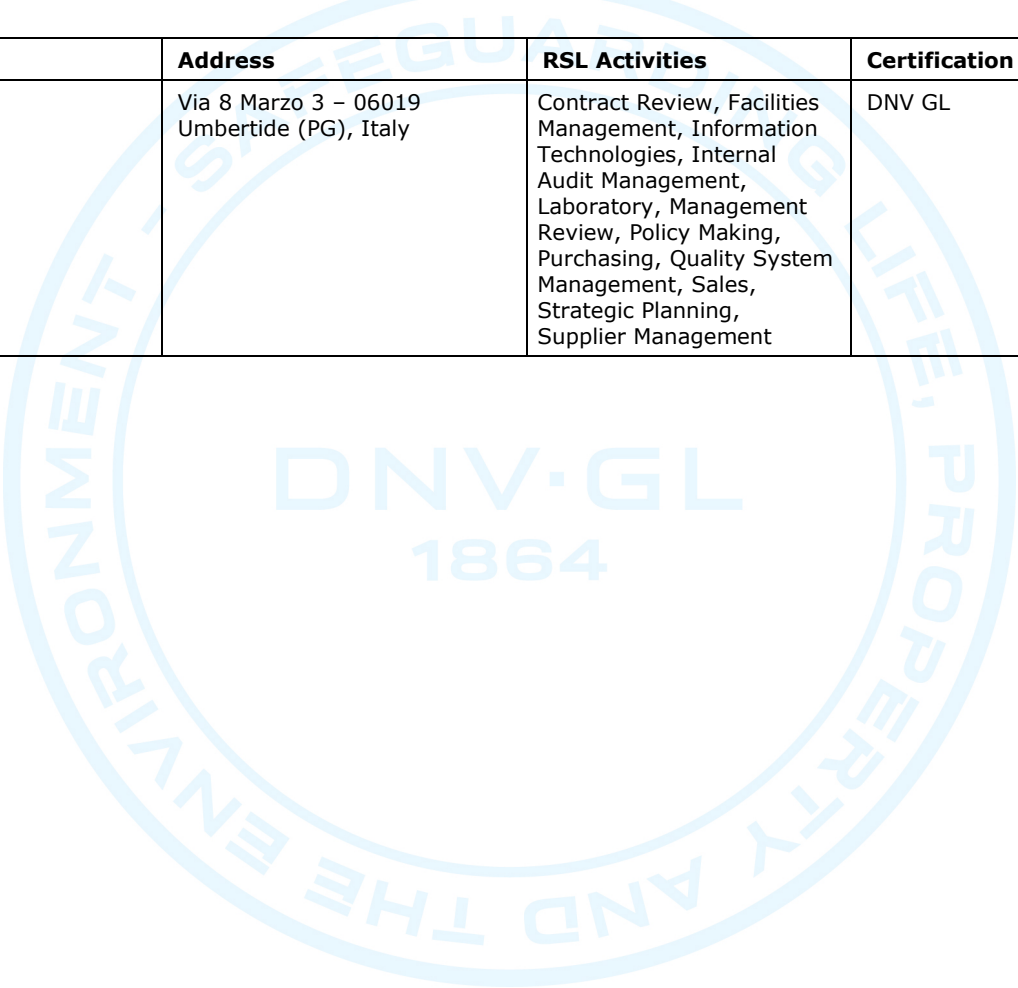 Address RSL Activities Certification
Via 8 Marzo 3 – 06019
Umbertide (PG), Italy
Contract Review, Facilities
Management, Information
Technologies, Internal
Audit Management,
Laboratory, Management
Review, Policy Making,
Purchasing, Quality System
Management, Sales,
Strategic Planning,
Supplier Management
DNV GL
SAFEGUARDING LIFE, PROPERTY AND THE ENVIRONMENT -
DNV·GL
1864